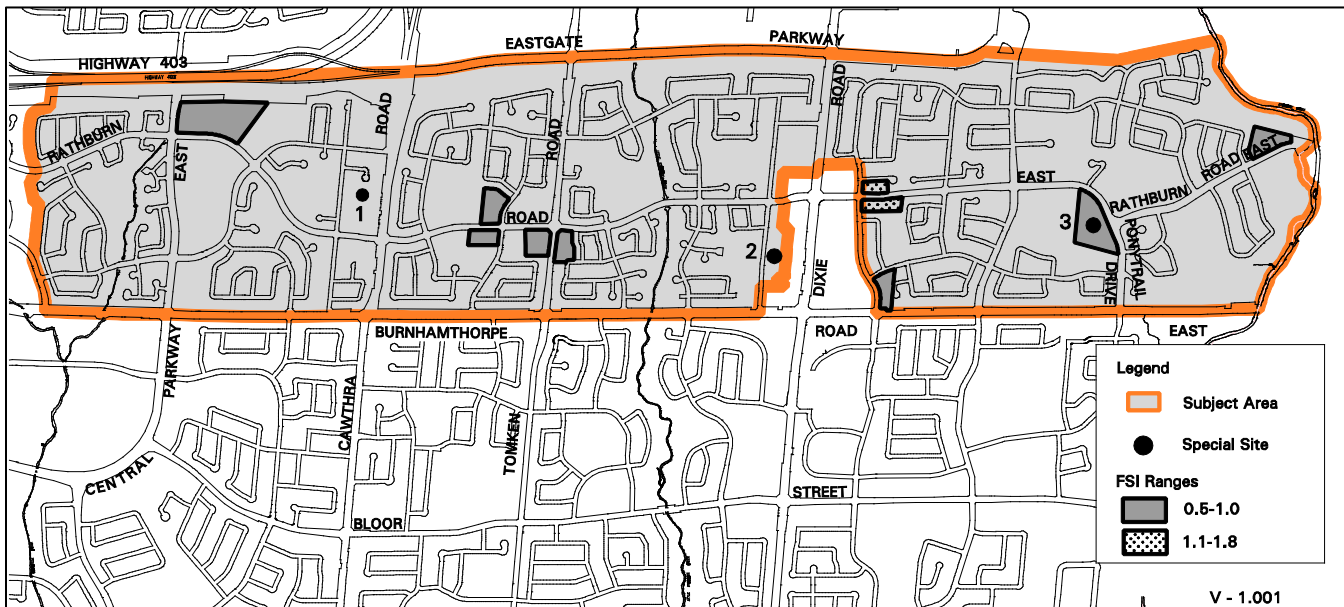 EASTGATE
PARKWAY
HIGHWAY 403
HIGHWAY 403
ROAD
ROAD
ROAD
RATHBURN
EAST
1
ROAD
EAST
ROAD
EAST
RATHBURN
2
3
DIXIE
PONYTRAIL
DRIVE
BURNHAMTHORPE
ROAD
EAST
PARKWAY
CAWTHRA
TOMKEN
CENTRAL
BLOOR
STREET
Legend
Subject Area
Special Site
FSI Ranges
0.5-1.0
1.1-1.8
V - 1.001